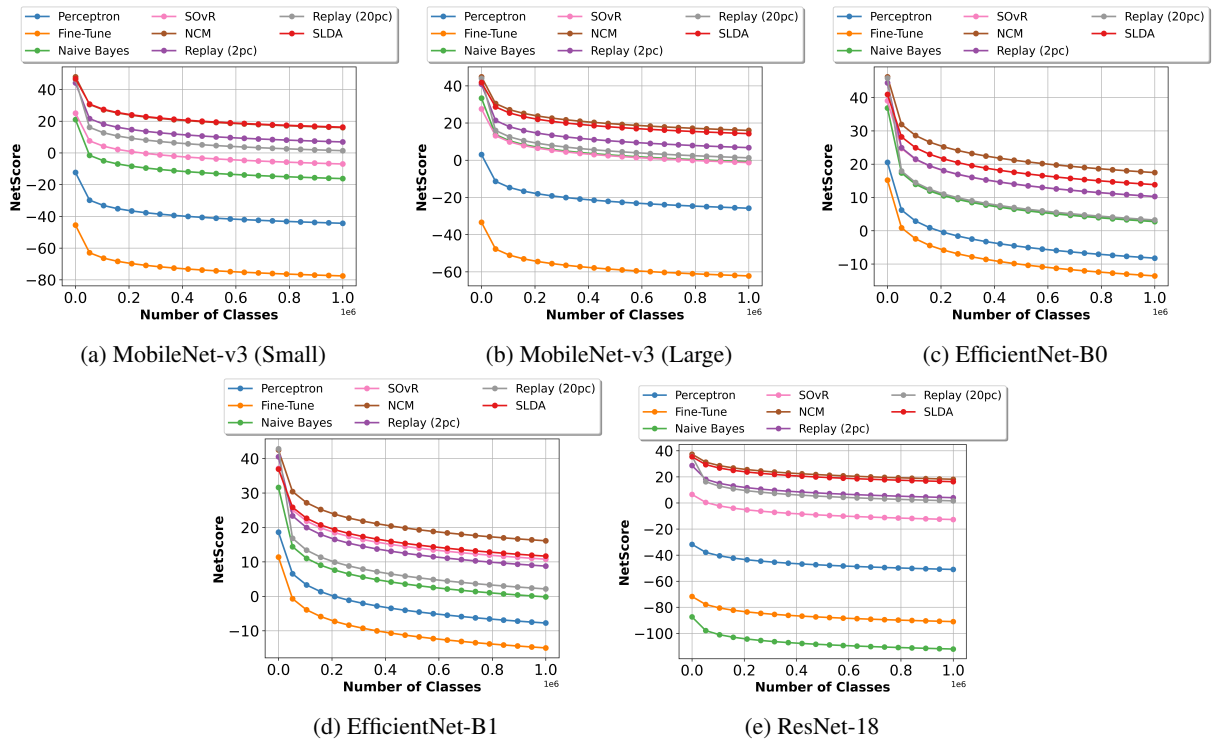 Perceptron SOvR Replay (20pc)
Fine-Tune NCM SLDA
Naive Bayes Replay (2pc)
NetScore
40
20
0
−20
−40
−60
−80
0.0 0.2 0.4 0.6 0.8 1.0
Number of Classes 1e6
(a) MobileNet-v3 (Small)
Perceptron SOvR Replay (20pc)
Fine-Tune NCM SLDA
Naive Bayes Replay (2pc)
NetScore
40
20
0
−20
−40
−60
0.0 0.2 0.4 0.6 0.8 1.0
Number of Classes 1e6
(b) MobileNet-v3 (Large)
Perceptron SOvR Replay (20pc)
Fine-Tune NCM SLDA
Naive Bayes Replay (2pc)
NetScore
40
30
20
10
0
−10
0.0 0.2 0.4 0.6 0.8 1.0
Number of Classes 1e6
(c) EfficientNet-B0
Perceptron SOvR Replay (20pc)
Fine-Tune NCM SLDA
Naive Bayes Replay (2pc)
NetScore
40
30
20
10
0
−10
0.0 0.2 0.4 0.6 0.8 1.0
Number of Classes 1e6
(d) EfficientNet-B1
Perceptron SOvR Replay (20pc)
Fine-Tune NCM SLDA
Naive Bayes Replay (2pc)
NetScore
40
20
0
−20
−40
−60
−80
−100
0.0 0.2 0.4 0.6 0.8 1.0
Number of Classes 1e6
(e) ResNet-18